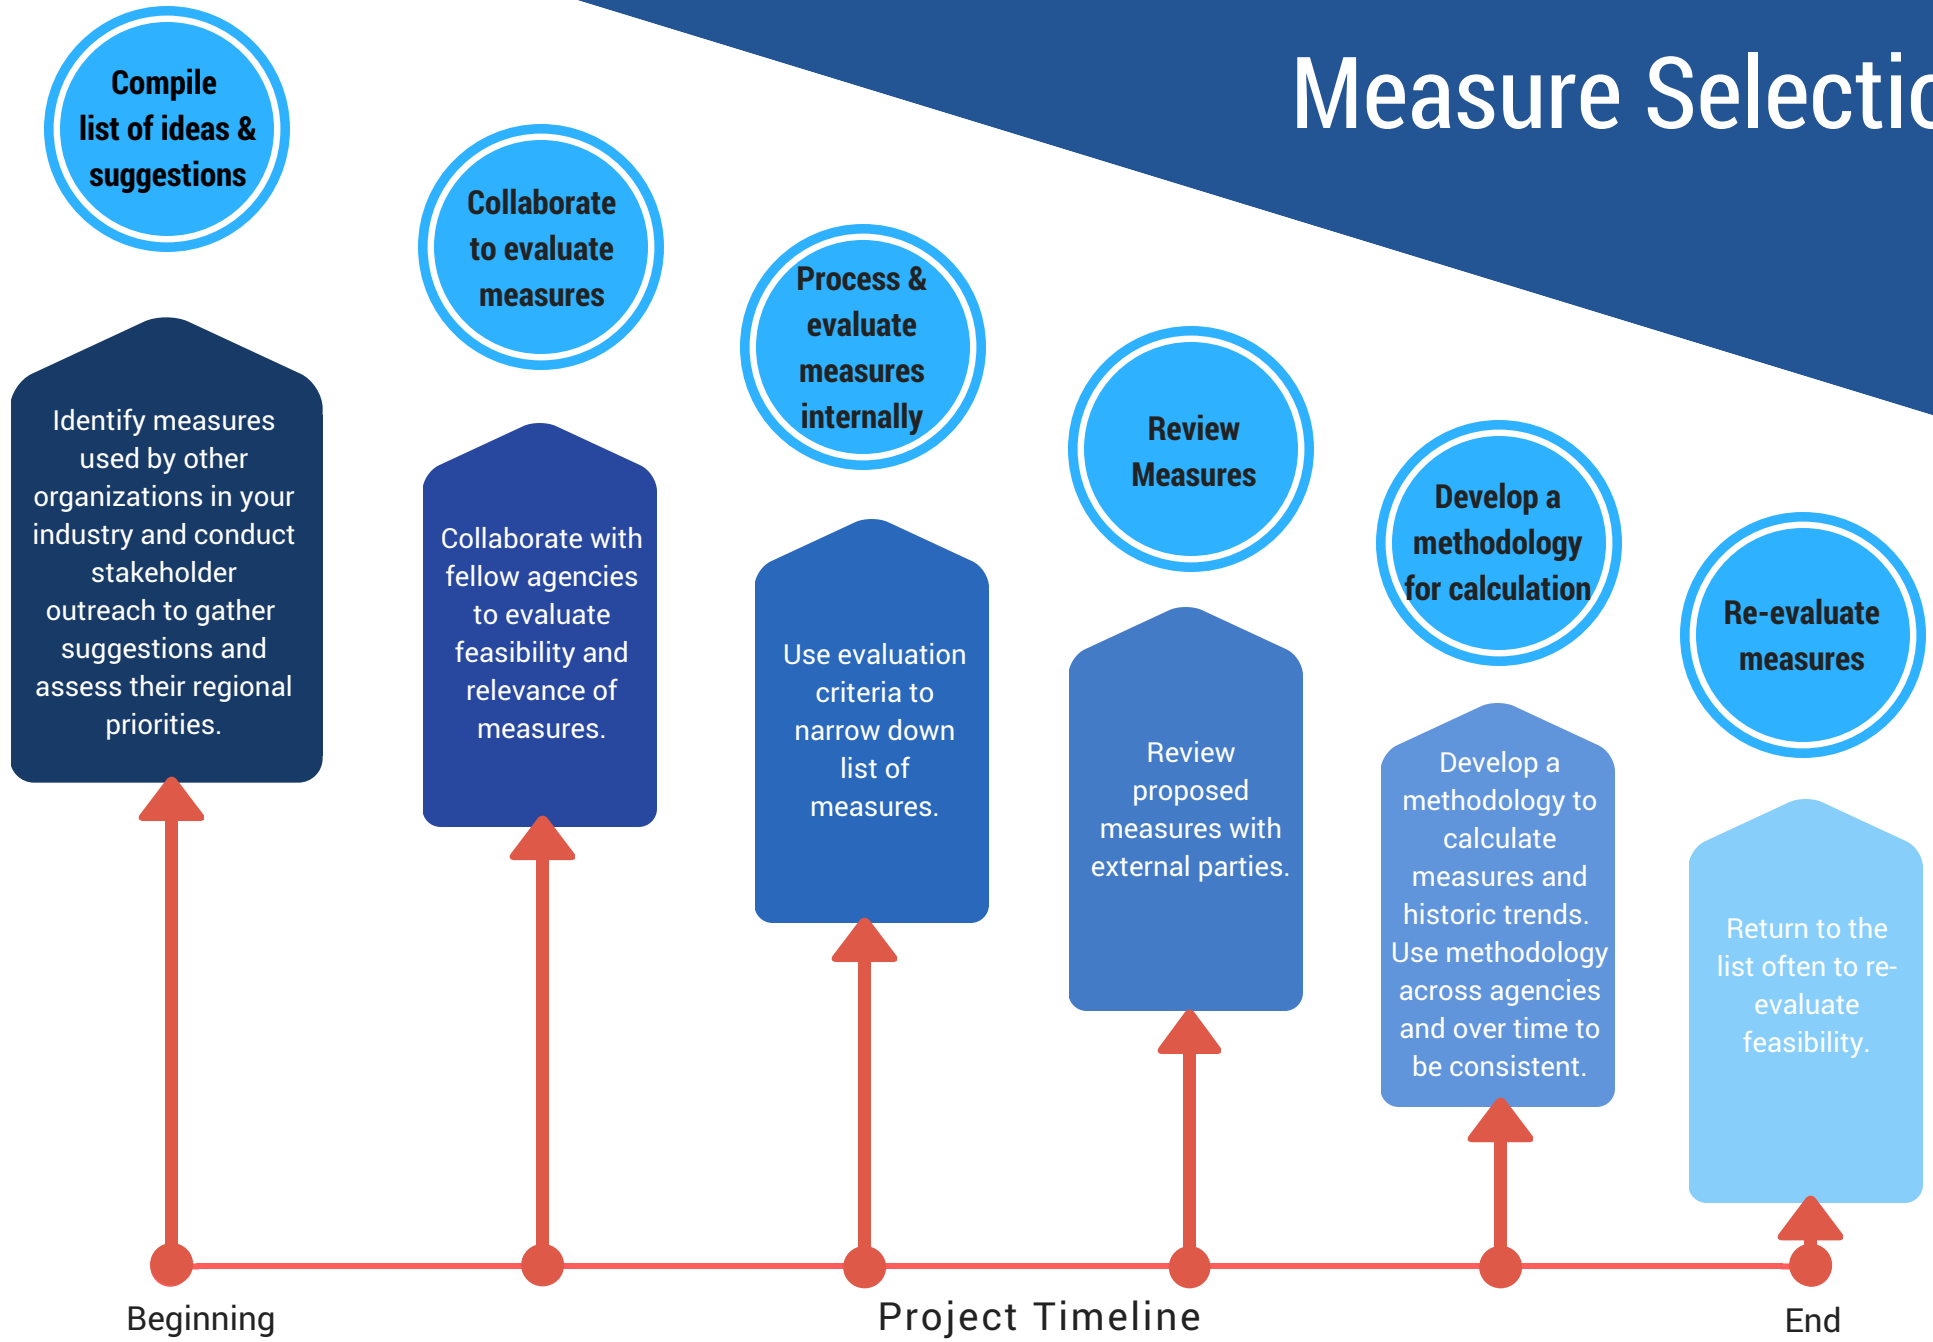 Measure Selectio
Compile
list of ideas &
suggestions
Identify measures
used by other
organizations in your
industry and conduct
stakeholder
outreach to gather
suggestions and
assess their regional
priorities.
Collaborate
to evaluate
measures
Collaborate with
fellow agencies
to evaluate
feasibility and
relevance of
measures.
Process &
evaluate
measures
internally
Use evaluation
criteria to
narrow down
list of
measures.
Review
Measures
Review
proposed
measures with
external parties.
Develop a
methodology
for calculation
Develop a
methodology to
calculate
measures and
historic trends.
Use methodology
across agencies
and over time to
be consistent.
Re-evaluate
measures
Return to the
list often to re-
evaluate
feasibility.
Beginning
Project Timeline
End